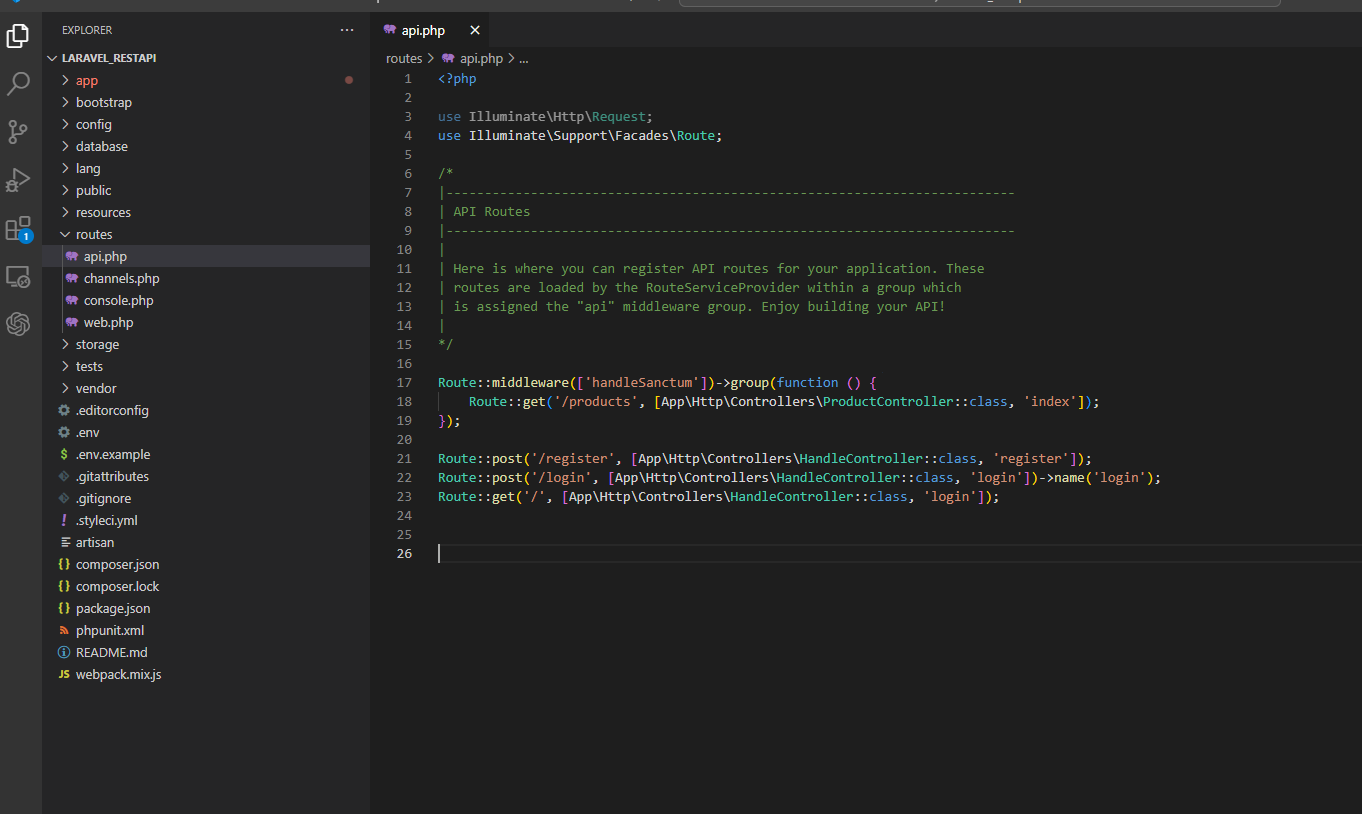 EXPLORER
···
LARAVEL_RESTAPI
app
bootstrap
config
database
lang
public
resources
routes
api.php
channels.php
console.php
web.php
storage
tests
vendor
.editorconfig
.env
$ .env.example
.gitattributes
.gitignore
! .styleci.yml
artisan
{} composer.json
{} composer.lock
{} package.json
phpunit.xml
README.md
JS webpack.mix.js
1
api.php
routes > api.php > ...
1 <?php
2
3 use Illuminate\Http\Request;
4 use Illuminate\Support\Facades\Route;
5
6 /*
7 |--------------------------------------------------------------------------
8 | API Routes
9 |--------------------------------------------------------------------------
10 |
11 | Here is where you can register API routes for your application. These
12 | routes are loaded by the RouteServiceProvider within a group which
13 | is assigned the "api" middleware group. Enjoy building your API!
14 |
15 */
16
17 Route::middleware(['handleSanctum'])->group(function () {
18     Route::get('/products', [App\Http\Controllers\ProductController::class, 'index']);
19 });
20
21 Route::post('/register', [App\Http\Controllers\HandleController::class, 'register']);
22 Route::post('/login', [App\Http\Controllers\HandleController::class, 'login'])->name('login');
23 Route::get('/', [App\Http\Controllers\HandleController::class, 'login']);
24
25
26